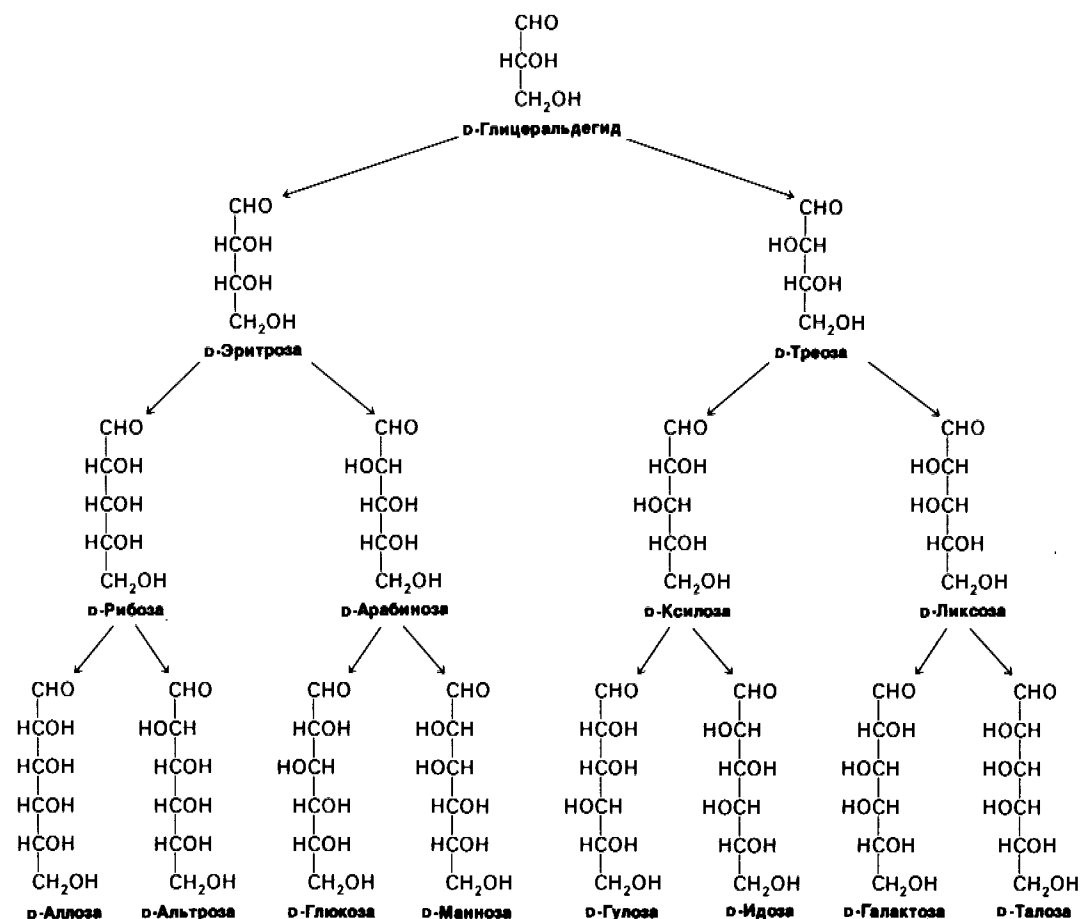 CHO
HCOH
CH₂OH
D-Глицеральдегид
CHO CHO
HCOH HOCH
HCOH HCOH
CH₂OH CH₂OH
D-Эритроза D-Треоза
CHO CHO CHO CHO
HCOH HOCH HCOH HOCH
HCOH HCOH HOCH HOCH
HCOH HCOH HCOH HCOH
CH₂OH CH₂OH CH₂OH CH₂OH
D-Рибоза D-Арабиноза D-Ксилоза D-Ликсоза
CHO CHO CHO CHO CHO CHO CHO CHO
HCOH HOCH HCOH HOCH HCOH HOCH HCOH HOCH
HCOH HCOH HOCH HOCH HCOH HCOH HOCH HOCH
HCOH HCOH HCOH HCOH HOCH HOCH HOCH HOCH
HCOH HCOH HCOH HCOH HCOH HCOH HCOH HCOH
CH₂OH CH₂OH CH₂OH CH₂OH CH₂OH CH₂OH CH₂OH CH₂OH
D-Аллоза D-Альтроза D-Глюкоза D-Манноза D-Гулоза D-Идоза D-Галактоза D-Талоза